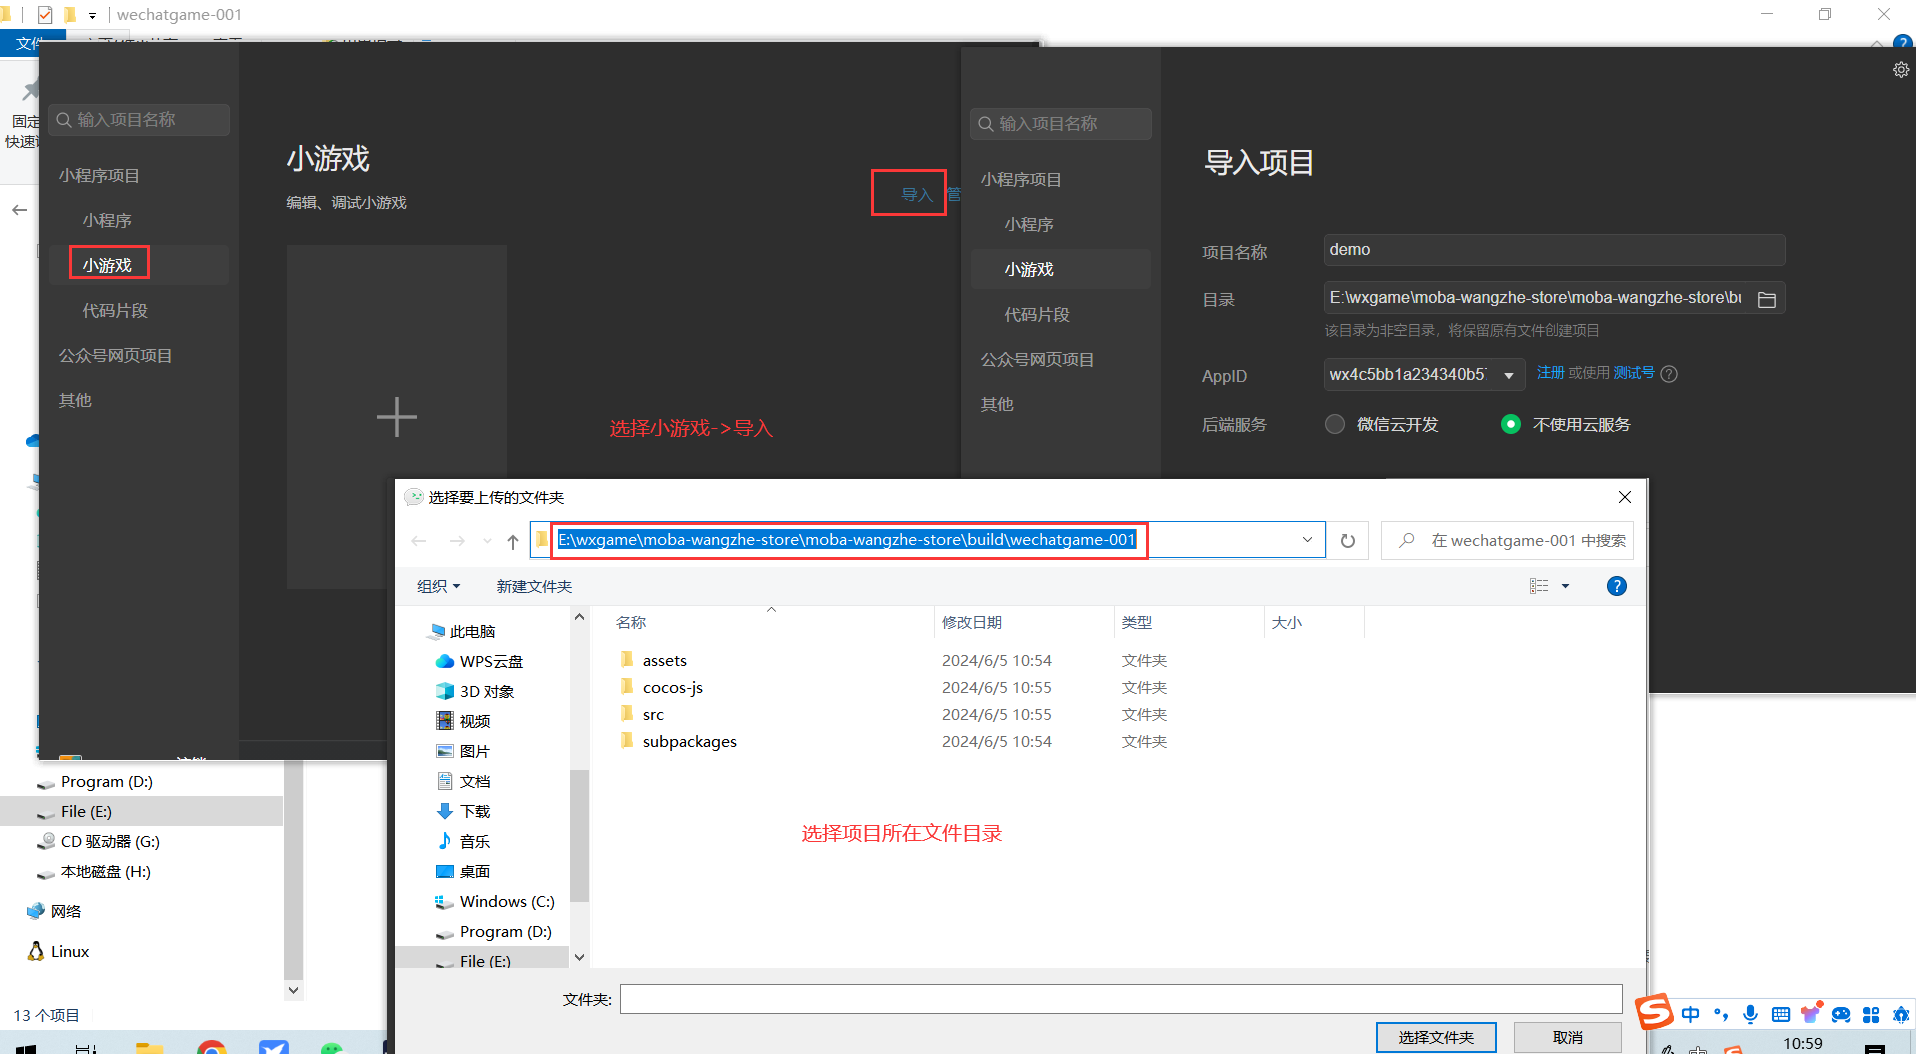 wechatgame-001
文件
固定
快速
输入项目名称
小程序项目
小程序
小游戏
代码片段
公众号网页项目
其他
小游戏
编辑、调试小游戏
导入
管
选择小游戏->导入
输入项目名称
小程序项目
小程序
小游戏
代码片段
公众号网页项目
其他
导入项目
项目名称
demo
目录
E:\wxgame\moba-wangzhe-store\moba-wangzhe-store\bu
该目录为非空目录，将保留原有文件创建项目
AppID
wx4c5bb1a234340b5
注册 或使用 测试号 ?
后端服务
微信云开发
不使用云服务
选择要上传的文件夹
E:\wxgame\moba-wangzhe-store\moba-wangzhe-store\build\wechatgame-001
在 wechatgame-001 中搜索
组织
新建文件夹
名称
修改日期
类型
大小
此电脑
WPS云盘
3D 对象
视频
图片
文档
下载
音乐
桌面
Windows (C:)
Program (D:)
File (E:)
assets 2024/6/5 10:54 文件夹
cocos-js 2024/6/5 10:55 文件夹
src 2024/6/5 10:55 文件夹
subpackages 2024/6/5 10:54 文件夹
选择项目所在文件目录
文件夹:
选择文件夹
取消
Program (D:)
File (E:)
CD 驱动器 (G:)
本地磁盘 (H:)
网络
Linux
13 个项目
中
10:59